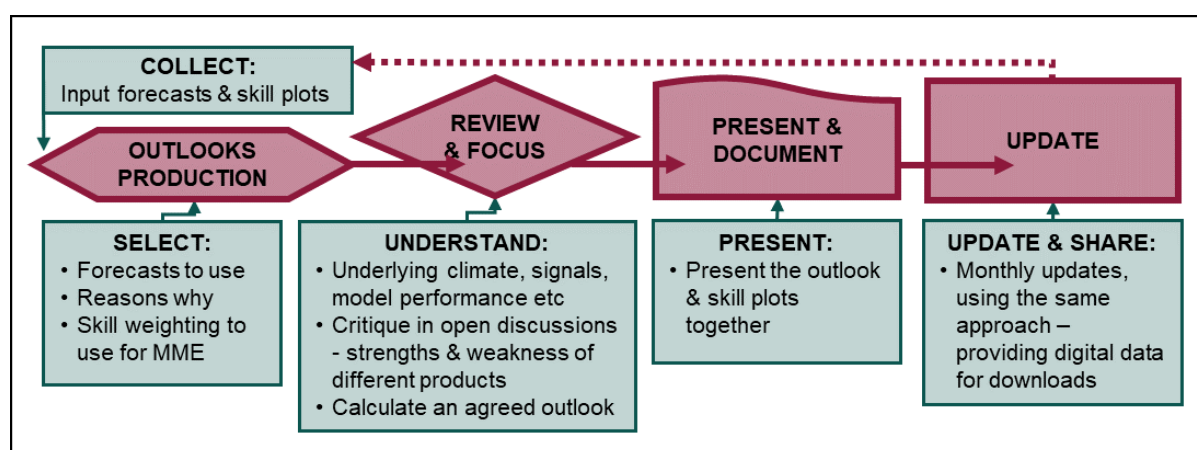 COLLECT:
Input forecasts & skill plots
OUTLOOKS
PRODUCTION
REVIEW
& FOCUS
PRESENT &
DOCUMENT
UPDATE
SELECT:
• Forecasts to use
• Reasons why
• Skill weighting to
use for MME
UNDERSTAND:
• Underlying climate, signals,
model performance etc
• Critique in open discussions
- strengths & weakness of
different products
• Calculate an agreed outlook
PRESENT:
• Present the outlook
& skill plots
together
UPDATE & SHARE:
• Monthly updates,
using the same
approach –
providing digital data
for downloads